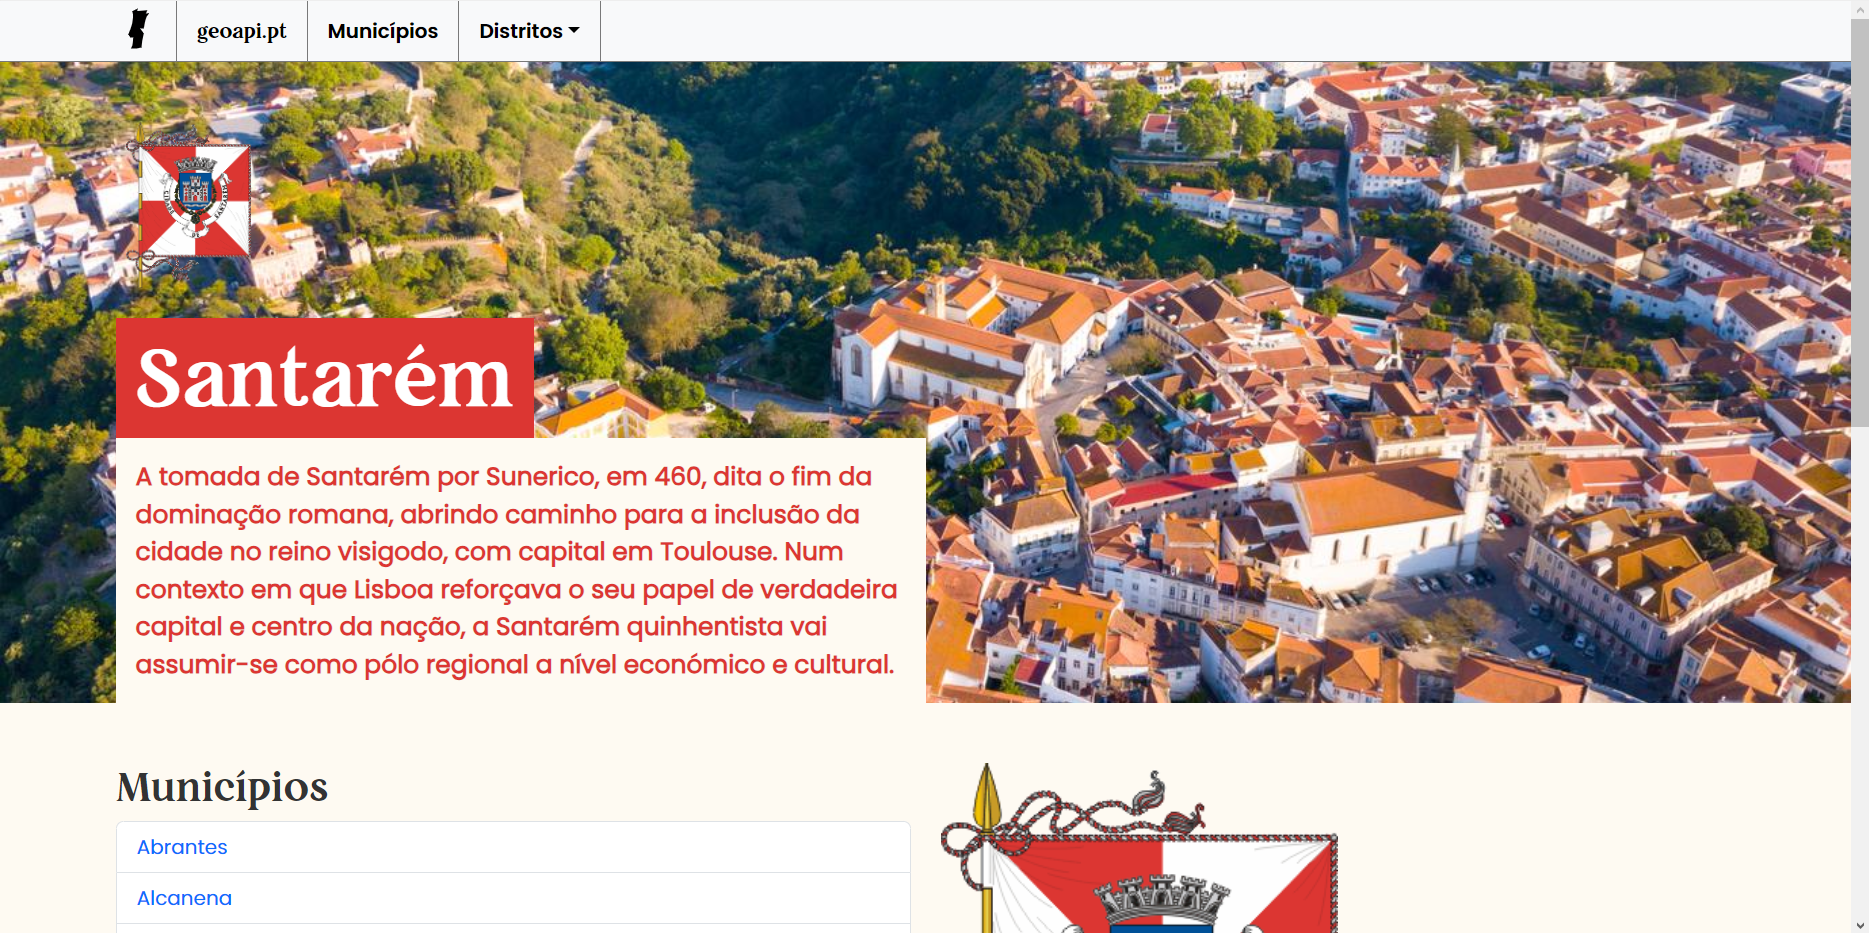 geoapi.pt
Municípios
Distritos
Santarém
A tomada de Santarém por Sunerico, em 460, dita o fim da
dominação romana, abrindo caminho para a inclusão da
cidade no reino visigodo, com capital em Toulouse. Num
contexto em que Lisboa reforçava o seu papel de verdadeira
capital e centro da nação, a Santarém quinhentista vai
assumir-se como pólo regional a nível económico e cultural.
Municípios
Abrantes
Alcanena